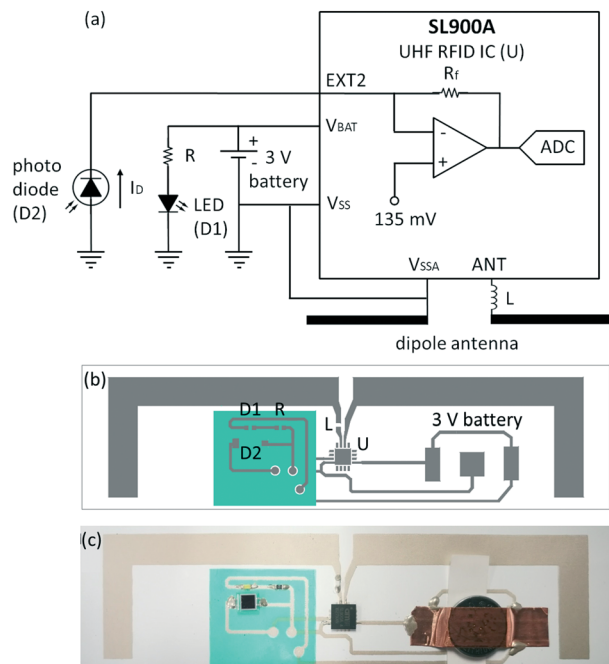 (a)
SL900A
UHF RFID IC (U)
Rf
EXT2
VBAT
R
+
-
3 V
battery
-
+
ADC
photo
diode
(D2)
ID
LED
(D1)
VSS
135 mV
VSSA
ANT
L
dipole antenna
(b)
D1 R
L
3 V battery
U
D2
(c)